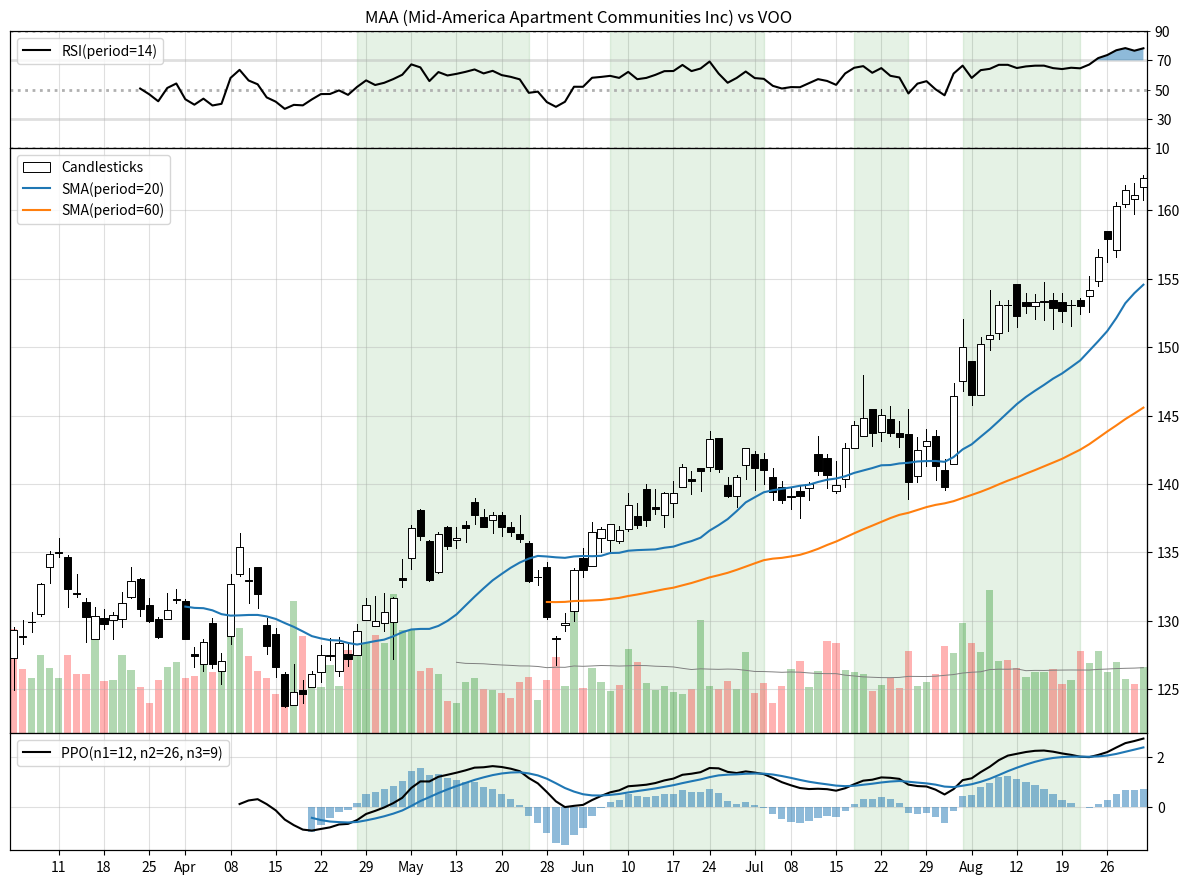 MAA (Mid-America Apartment Communities Inc) vs VOO
RSI(period=14)
90
70
50
30
10
Candlesticks
SMA(period=20)
SMA(period=60)
160
155
150
145
140
135
130
125
PPO(n1=12, n2=26, n3=9)
2
0
11 18 25 Apr 08 15 22 29 May 13 20 28 Jun 10 17 24 Jul 08 15 22 29 Aug 12 19 26